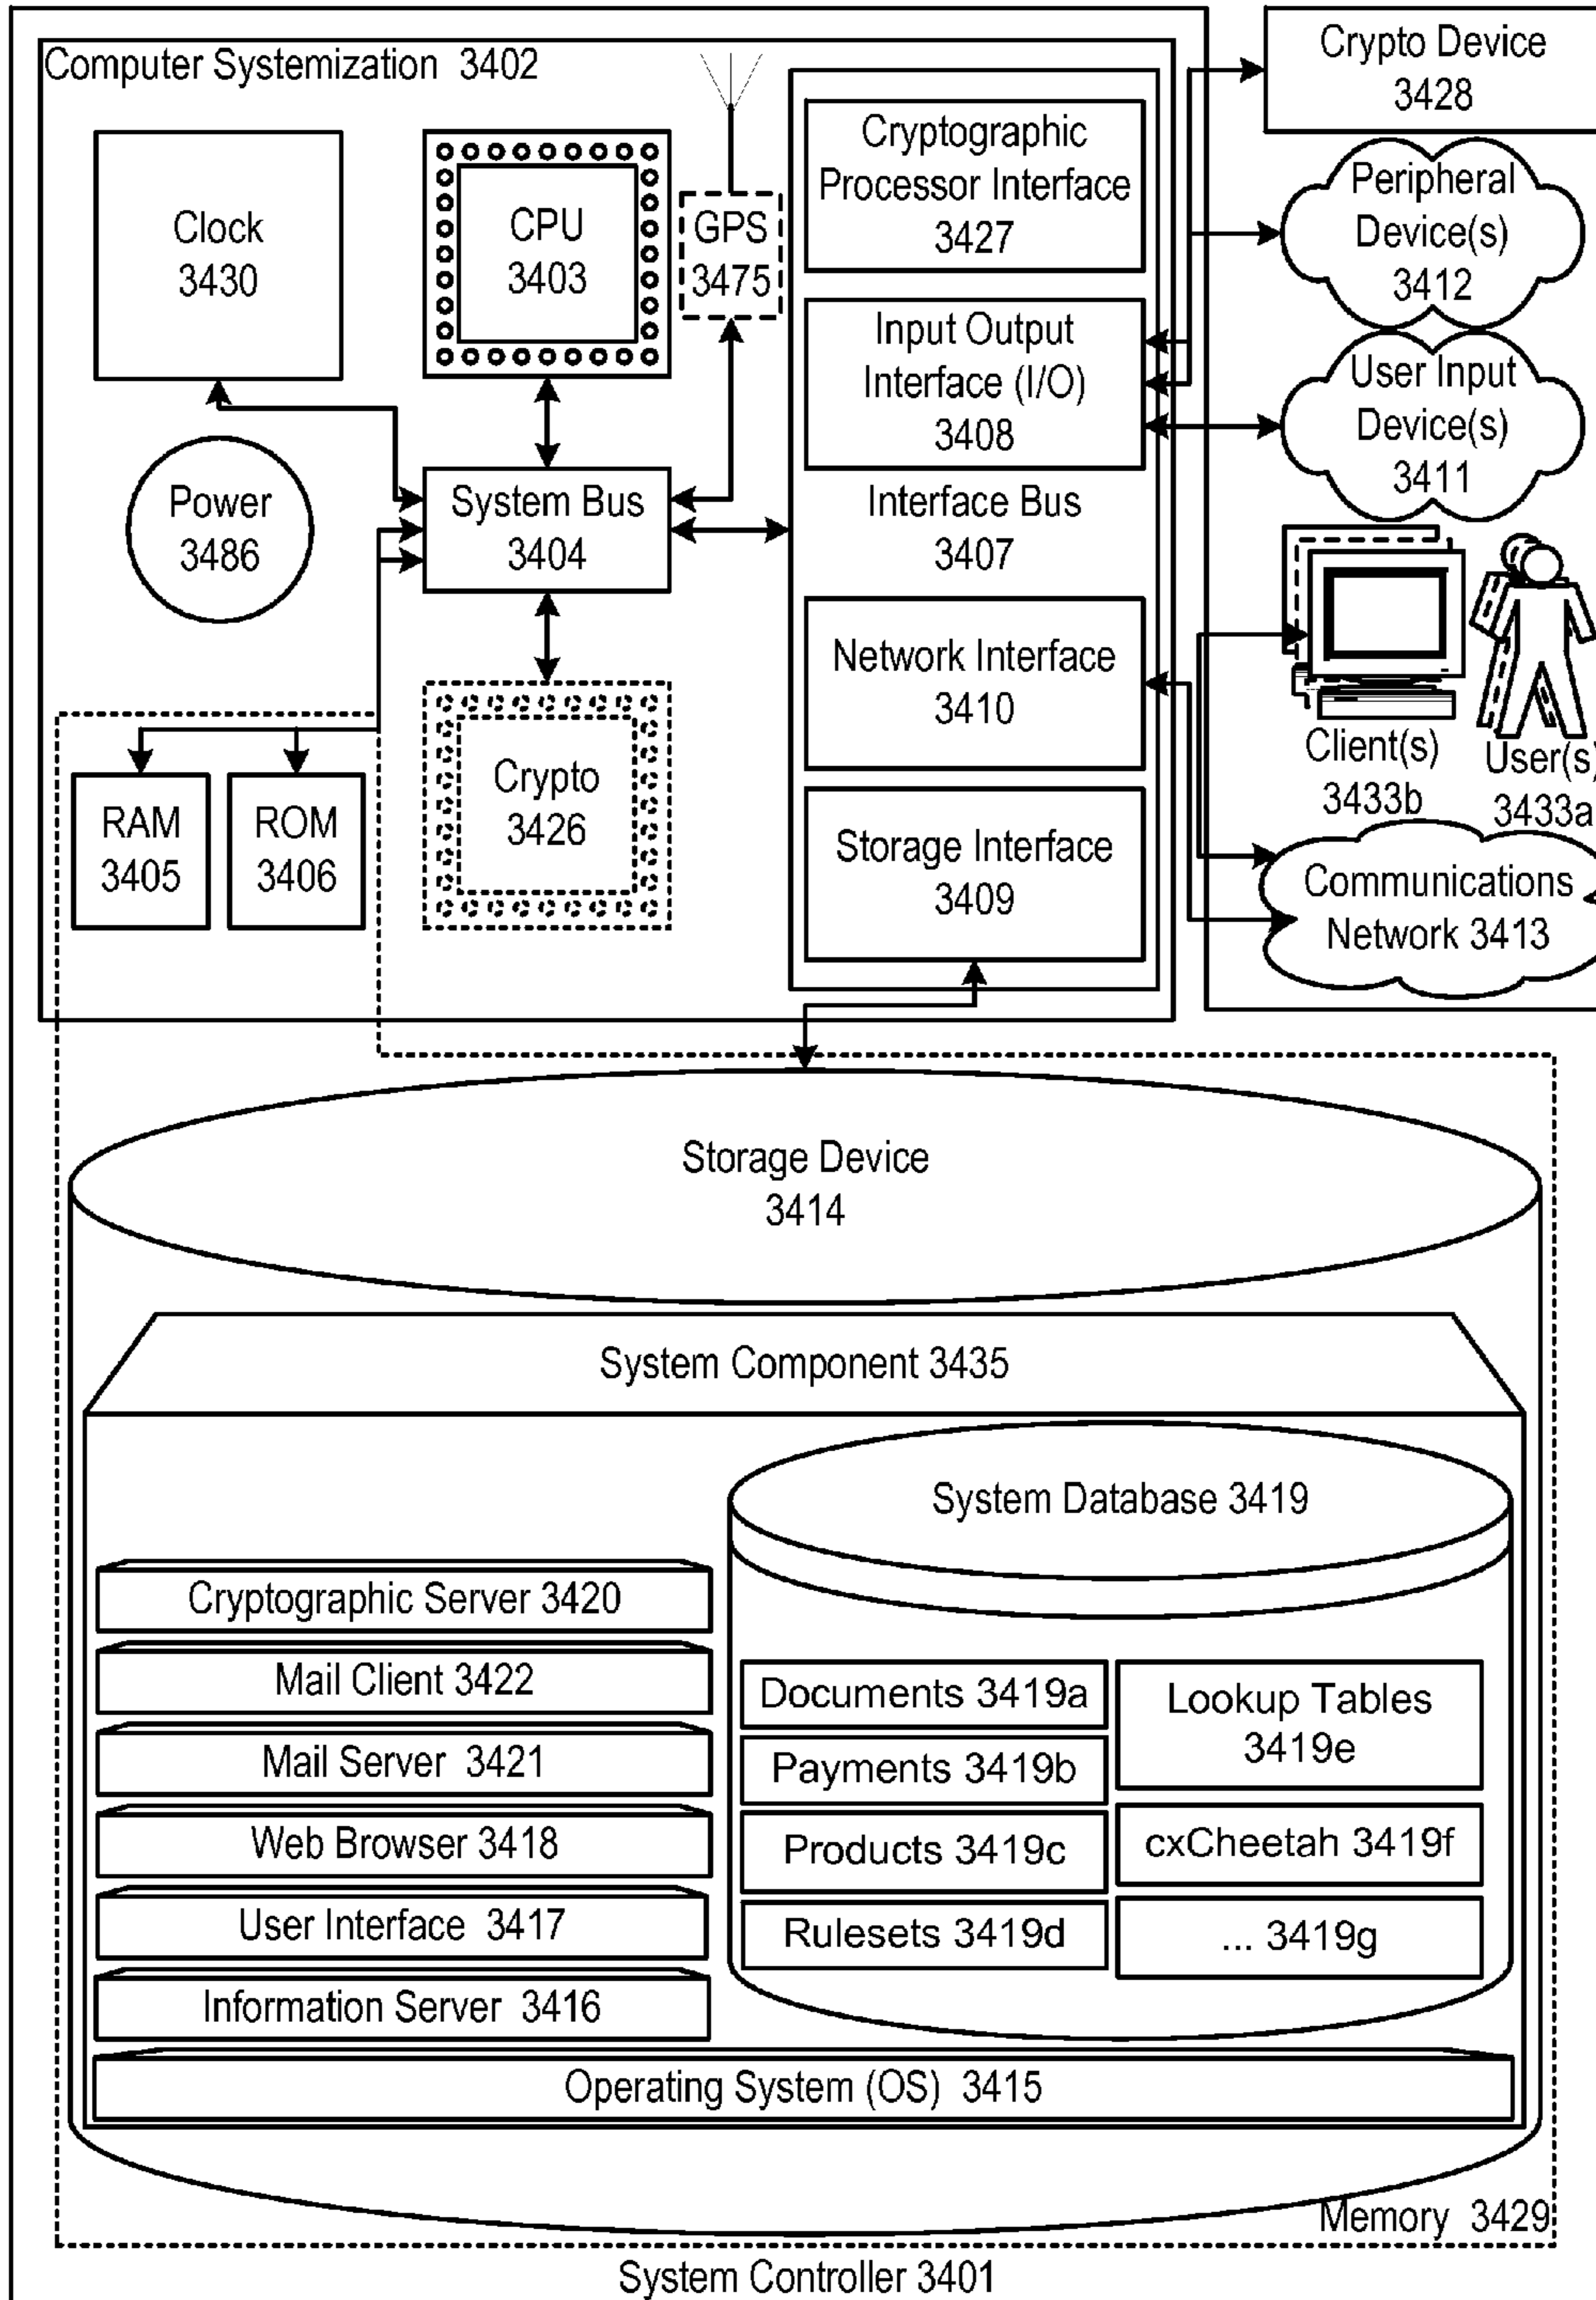 Computer Systemization 3402
Clock
3430
CPU
3403
GPS
3475
Cryptographic
Processor Interface
3427
Input Output
Interface (I/O)
3408
Interface Bus
3407
Network Interface
3410
Storage Interface
3409
Power
3486
System Bus
3404
RAM
3405
ROM
3406
Crypto
3426
Crypto Device
3428
Peripheral
Device(s)
3412
User Input
Device(s)
3411
Client(s)
3433b
User(s)
3433a
Communications
Network 3413
Storage Device
3414
System Component 3435
System Database 3419
Cryptographic Server 3420
Mail Client 3422
Mail Server 3421
Web Browser 3418
User Interface 3417
Information Server 3416
Documents 3419a
Payments 3419b
Products 3419c
Rulesets 3419d
Lookup Tables
3419e
cxCheetah 3419f
... 3419g
Operating System (OS) 3415
Memory 3429
System Controller 3401